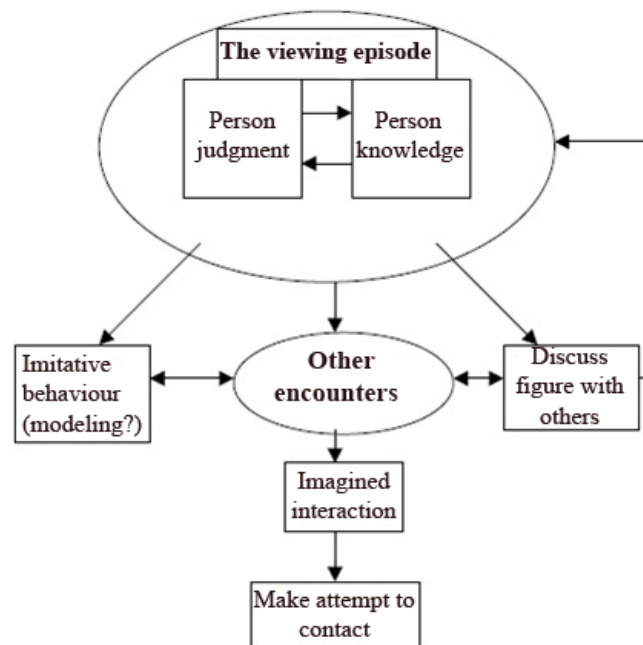 The viewing episode
Person
judgment
Person
knowledge
Imitative
behaviour
(modeling?)
Other
encounters
Discuss
figure with
others
Imagined
interaction
Make attempt to
contact